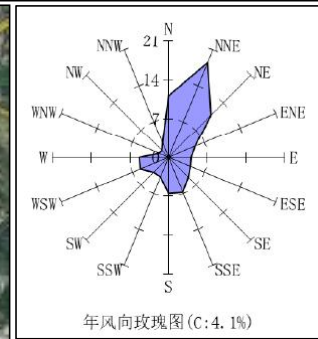 N
21
NNW
NNE
NW
14
NE
WNW
7
ENE
W
0
E
WSW
ESE
SW
SE
SSW
SSE
S
年风向玫瑰图(C:4.1%)